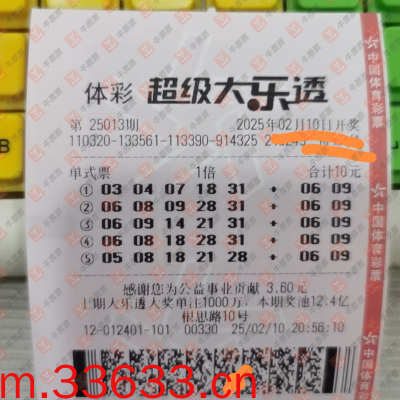 体彩 超级大乐透
第 25013期 2025年02月10日开奖
110320-133561-113390-914325
单式票 1倍 合计10元
① 03 04 07 18 31 + 06 09
② 06 08 09 28 31 + 06 09
③ 06 09 14 21 31 + 06 09
④ 06 08 18 28 31 + 06 09
⑤ 05 08 18 21 28 + 06 09
感谢您为公益事业贡献 3.60元
上期大乐透大奖单注1000万，本期奖池12.4亿
根思路10号
12-012401-101 00330 25/02/10 20:56:10
中国体育彩票
中国体育彩票
m.33633.cn